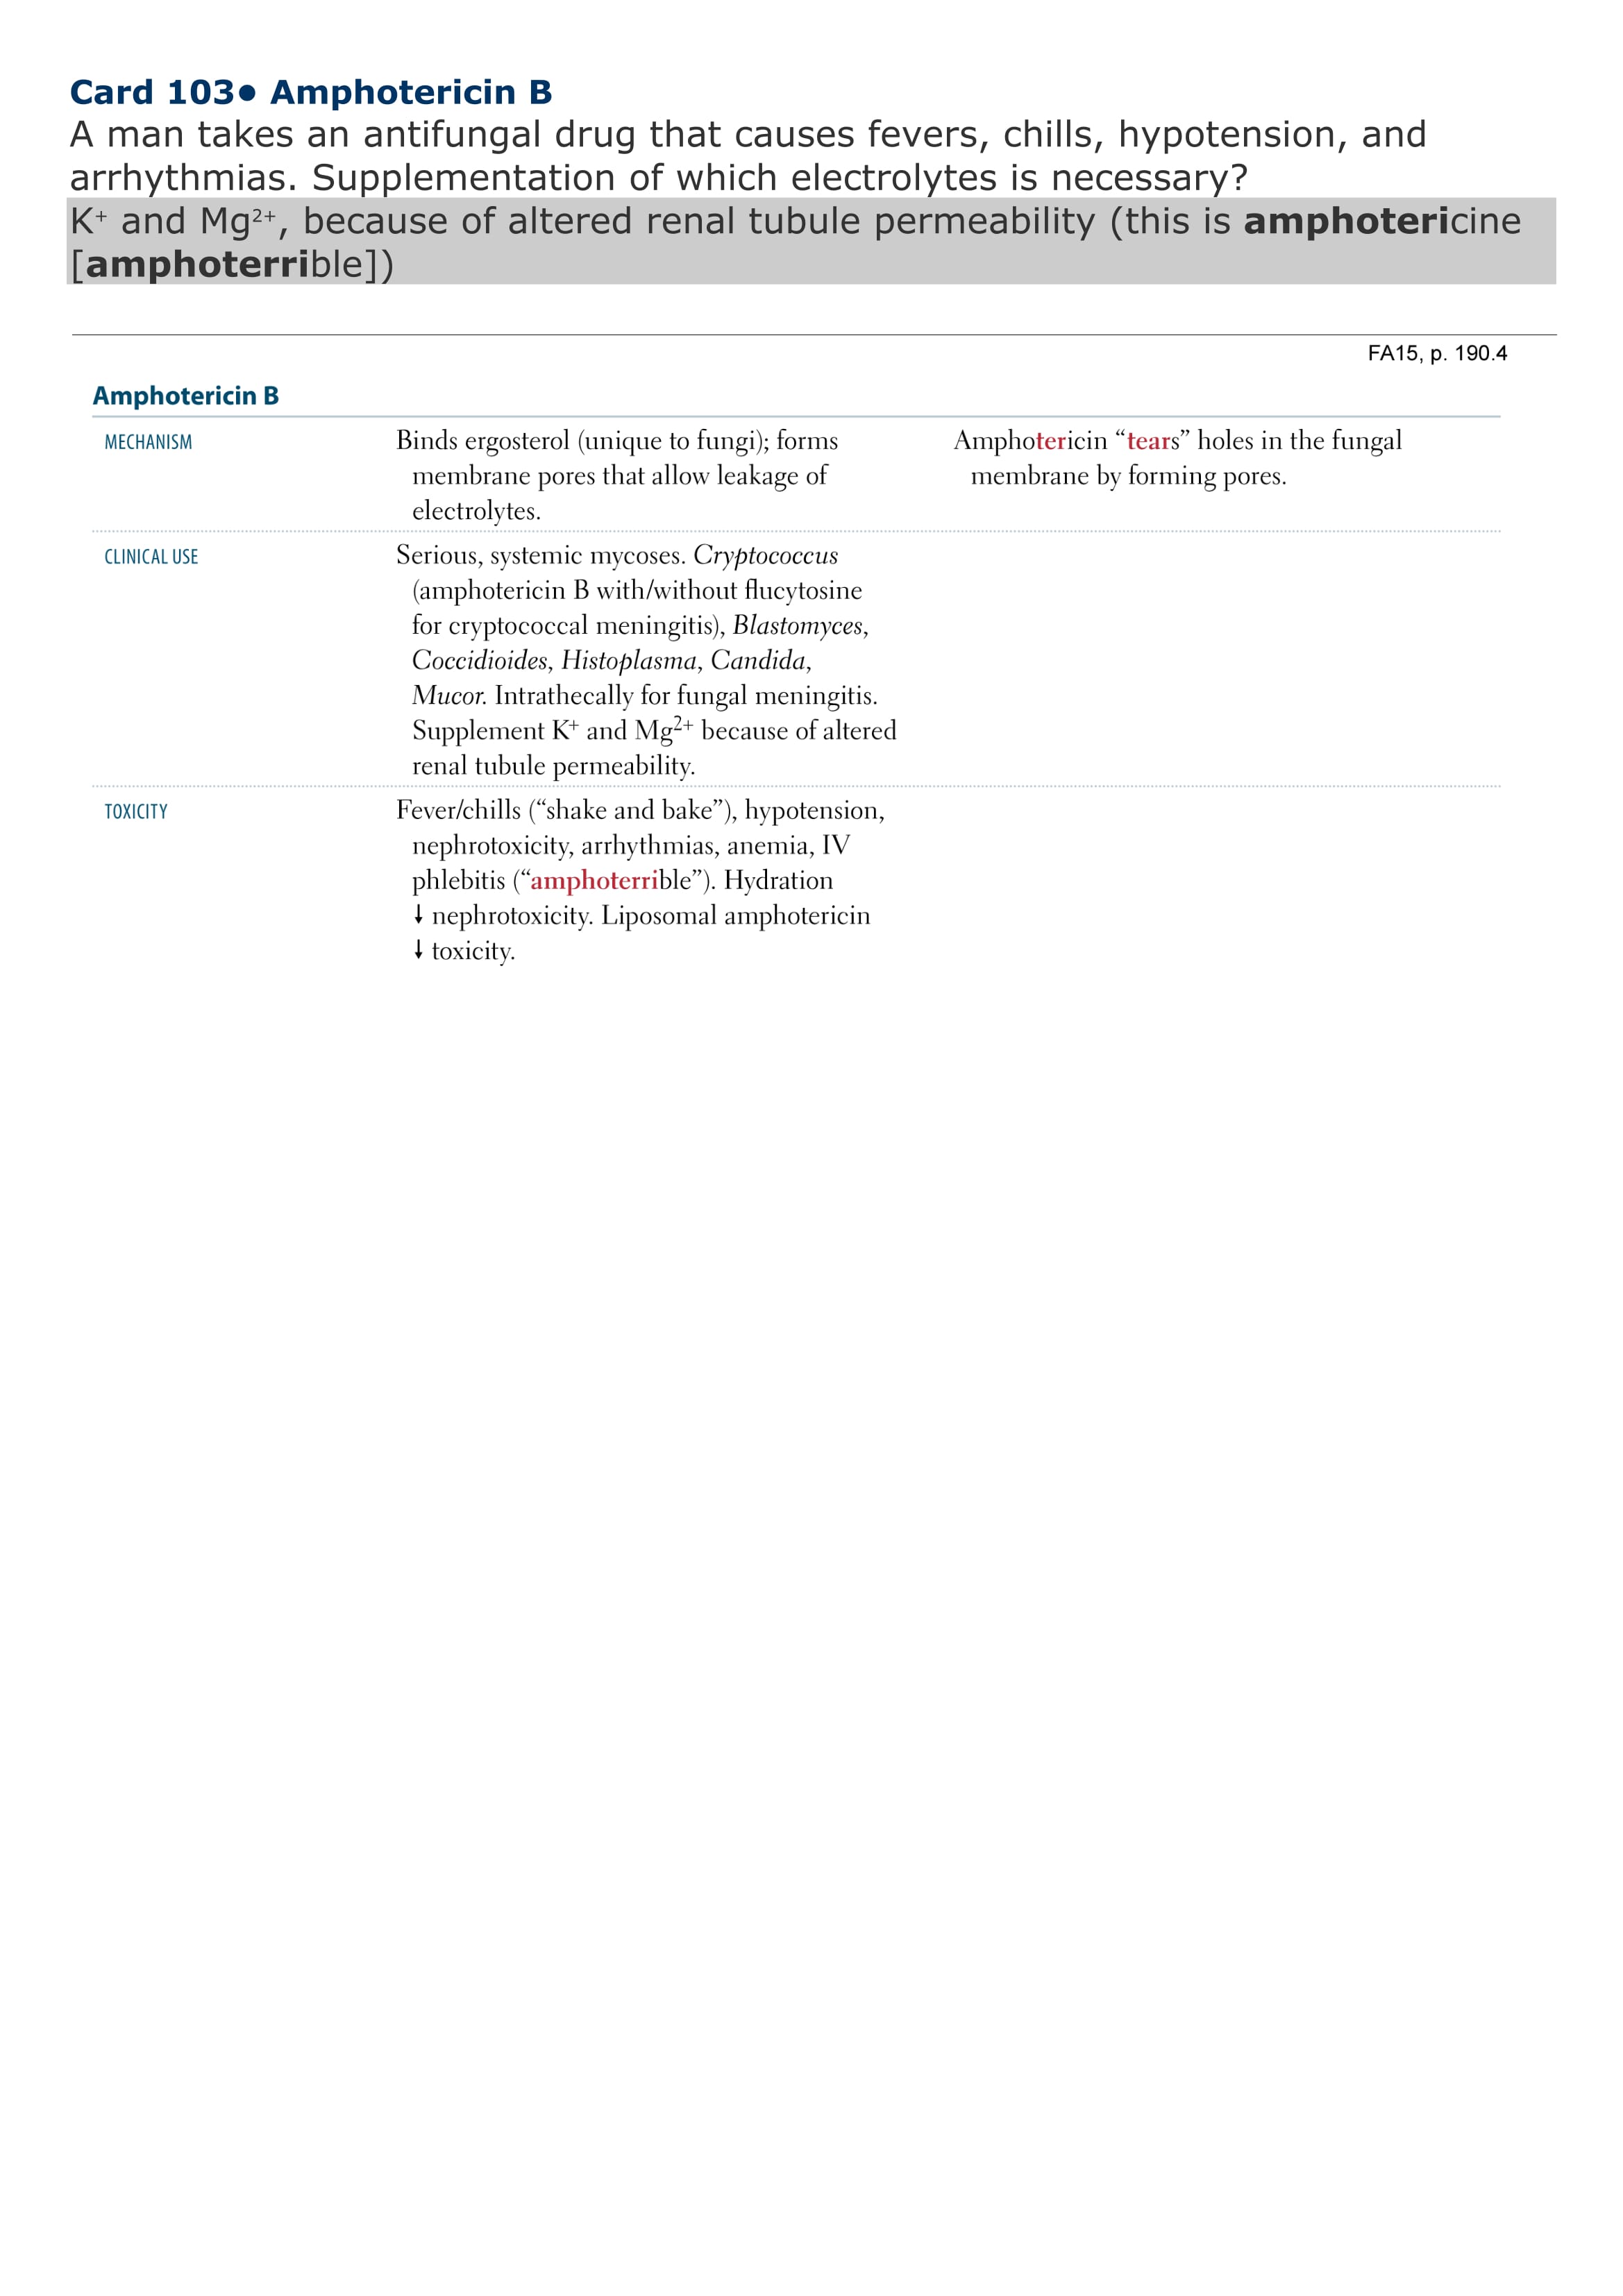 Card 103● Amphotericin B
A man takes an antifungal drug that causes fevers, chills, hypotension, and
arrhythmias. Supplementation of which electrolytes is necessary?
K⁺ and Mg²⁺, because of altered renal tubule permeability (this is amphotericine
[amphoterrible])
FA15, p. 190.4
Amphotericin B
MECHANISM
Binds ergosterol (unique to fungi); forms
membrane pores that allow leakage of
electrolytes.
Amphotericin “tears” holes in the fungal
membrane by forming pores.
CLINICAL USE
Serious, systemic mycoses. Cryptococcus
(amphotericin B with/without flucytosine
for cryptococcal meningitis), Blastomyces,
Coccidioides, Histoplasma, Candida,
Mucor. Intrathecally for fungal meningitis.
Supplement K⁺ and Mg²⁺ because of altered
renal tubule permeability.
TOXICITY
Fever/chills (“shake and bake”), hypotension,
nephrotoxicity, arrhythmias, anemia, IV
phlebitis (“amphoterrible”). Hydration
↓ nephrotoxicity. Liposomal amphotericin
↓ toxicity.